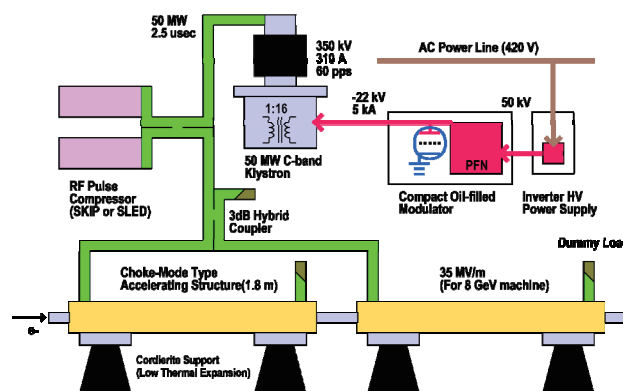 50 MW
2.5 usec
350 kV
310 A
60 pps
AC Power Line (420 V)
-22 kV
5 kA
50 kV
1:16
PFN
50 MW C-band
Klystron
Compact Oil-filled
Modulator
Inverter HV
Power Supply
RF Pulse
Compressor
(SKIP or SLED)
3dB Hybrid
Coupler
Dummy Load
Choke-Mode Type
Accelerating Structure(1.8 m)
35 MV/m
(For 8 GeV machine)
e-
Cordierite Support
(Low Thermal Expansion)